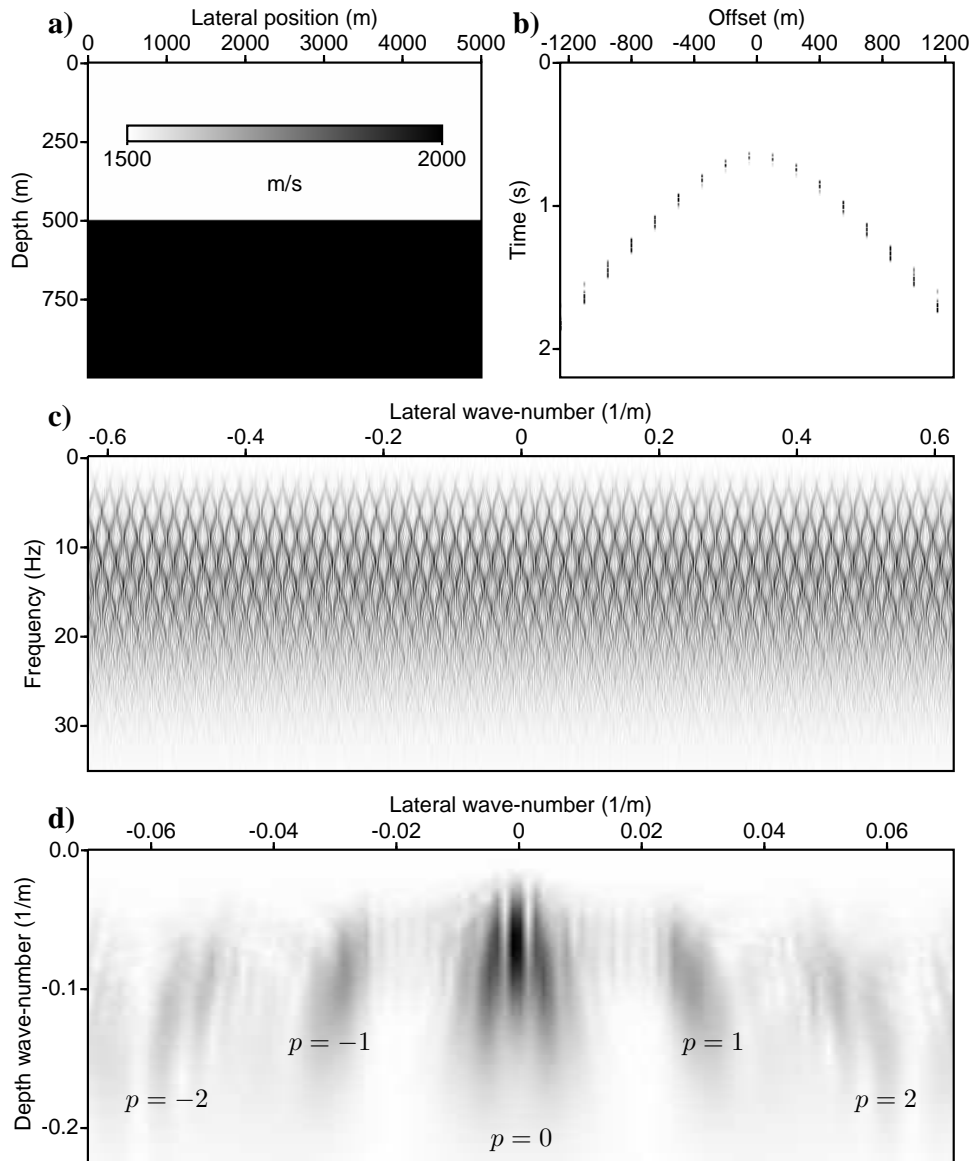 a)
Lateral position (m)
0 1000 2000 3000 4000 5000
Depth (m)
0
250
500
750
1500 2000
m/s
b)
Offset (m)
-1200 -800 -400 0 400 800 1200
Time (s)
0
1
2
c)
Lateral wave-number (1/m)
-0.6 -0.4 -0.2 0 0.2 0.4 0.6
Frequency (Hz)
0
10
20
30
d)
Lateral wave-number (1/m)
-0.06 -0.04 -0.02 0 0.02 0.04 0.06
Depth wave-number (1/m)
0.0
-0.1
-0.2
p = −1
p = 1
p = −2
p = 2
p = 0